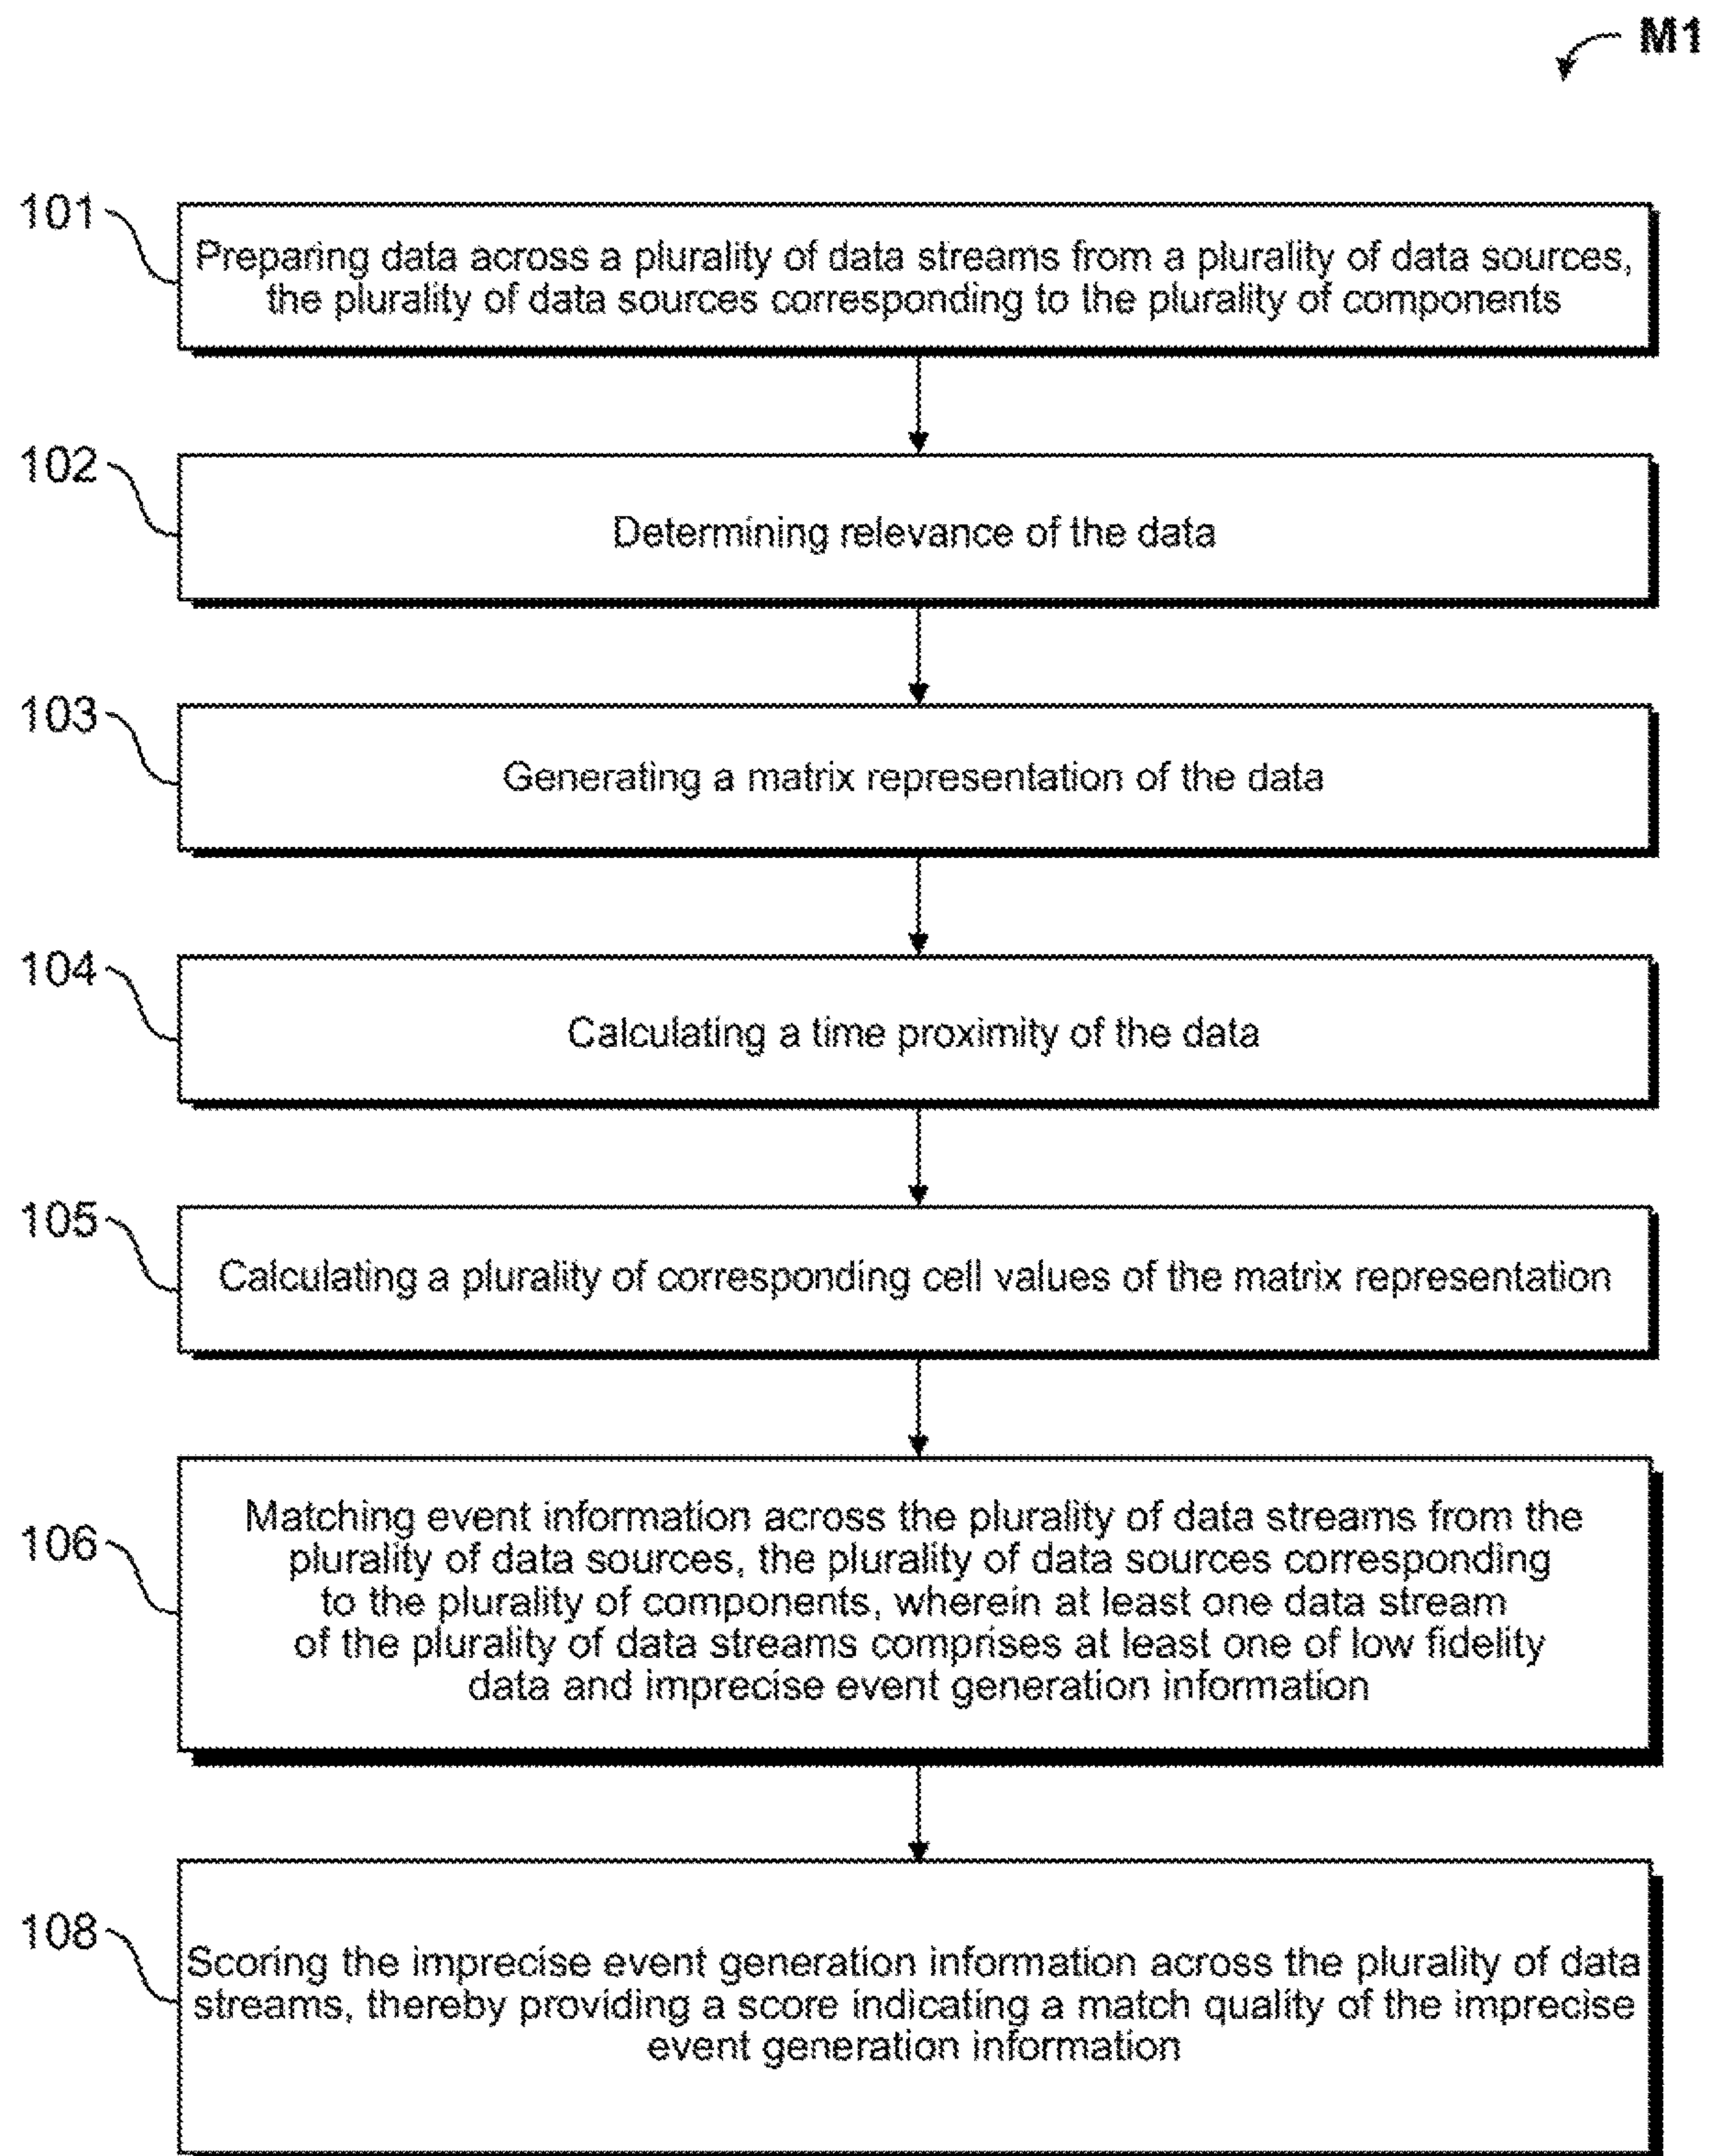 M1
101
Preparing data across a plurality of data streams from a plurality of data sources,
the plurality of data sources corresponding to the plurality of components
102
Determining relevance of the data
103
Generating a matrix representation of the data
104
Calculating a time proximity of the data
105
Calculating a plurality of corresponding cell values of the matrix representation
106
Matching event information across the plurality of data streams from the
plurality of data sources, the plurality of data sources corresponding
to the plurality of components, wherein at least one data stream
of the plurality of data streams comprises at least one of low fidelity
data and imprecise event generation information
108
Scoring the imprecise event generation information across the plurality of data
streams, thereby providing a score indicating a match quality of the imprecise
event generation information